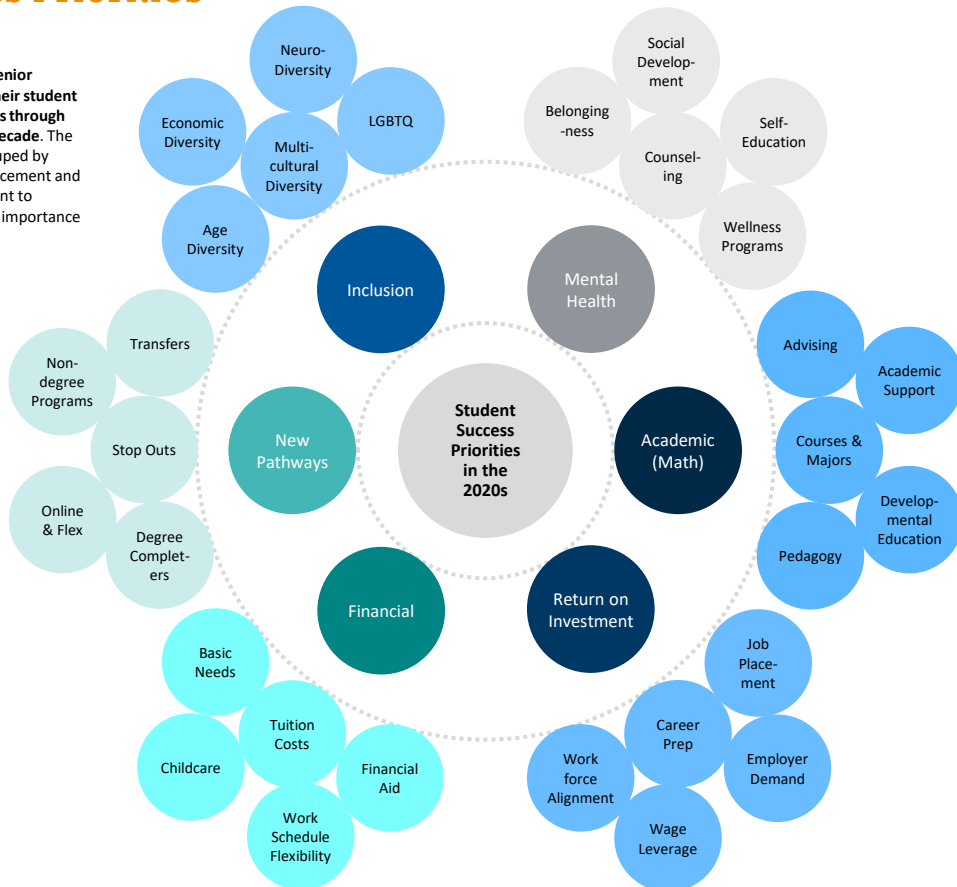 enior
eir student
s through
ecade. The
uped by
cement and
nt to
importance
Neuro-
Diversity
Economic
Diversity
Multi-
cultural
Diversity
LGBTQ
Age
Diversity
Social
Develop-
ment
Belonging
-ness
Counsel-
ing
Self-
Education
Wellness
Programs
Inclusion
Mental
Health
Transfers
Non-
degree
Programs
Stop Outs
Online
& Flex
Degree
Complet-
ers
New
Pathways
Student
Success
Priorities
in the
2020s
Academic
(Math)
Advising
Academic
Support
Courses &
Majors
Develop-
mental
Education
Pedagogy
Financial
Return on
Investment
Basic
Needs
Tuition
Costs
Childcare
Financial
Aid
Work
Schedule
Flexibility
Job
Place-
ment
Career
Prep
Employer
Demand
Work
force
Alignment
Wage
Leverage